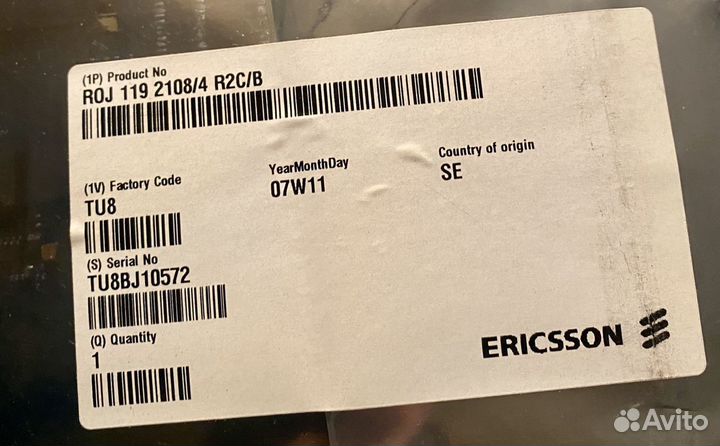 (1P) Product No
ROJ 119 2108/4 R2C/B
(1V) Factory Code
TU8
YearMonthDay
07W11
Country of origin
SE
(S) Serial No
TU8BJ10572
(Q) Quantity
1
ERICSSON
Avito